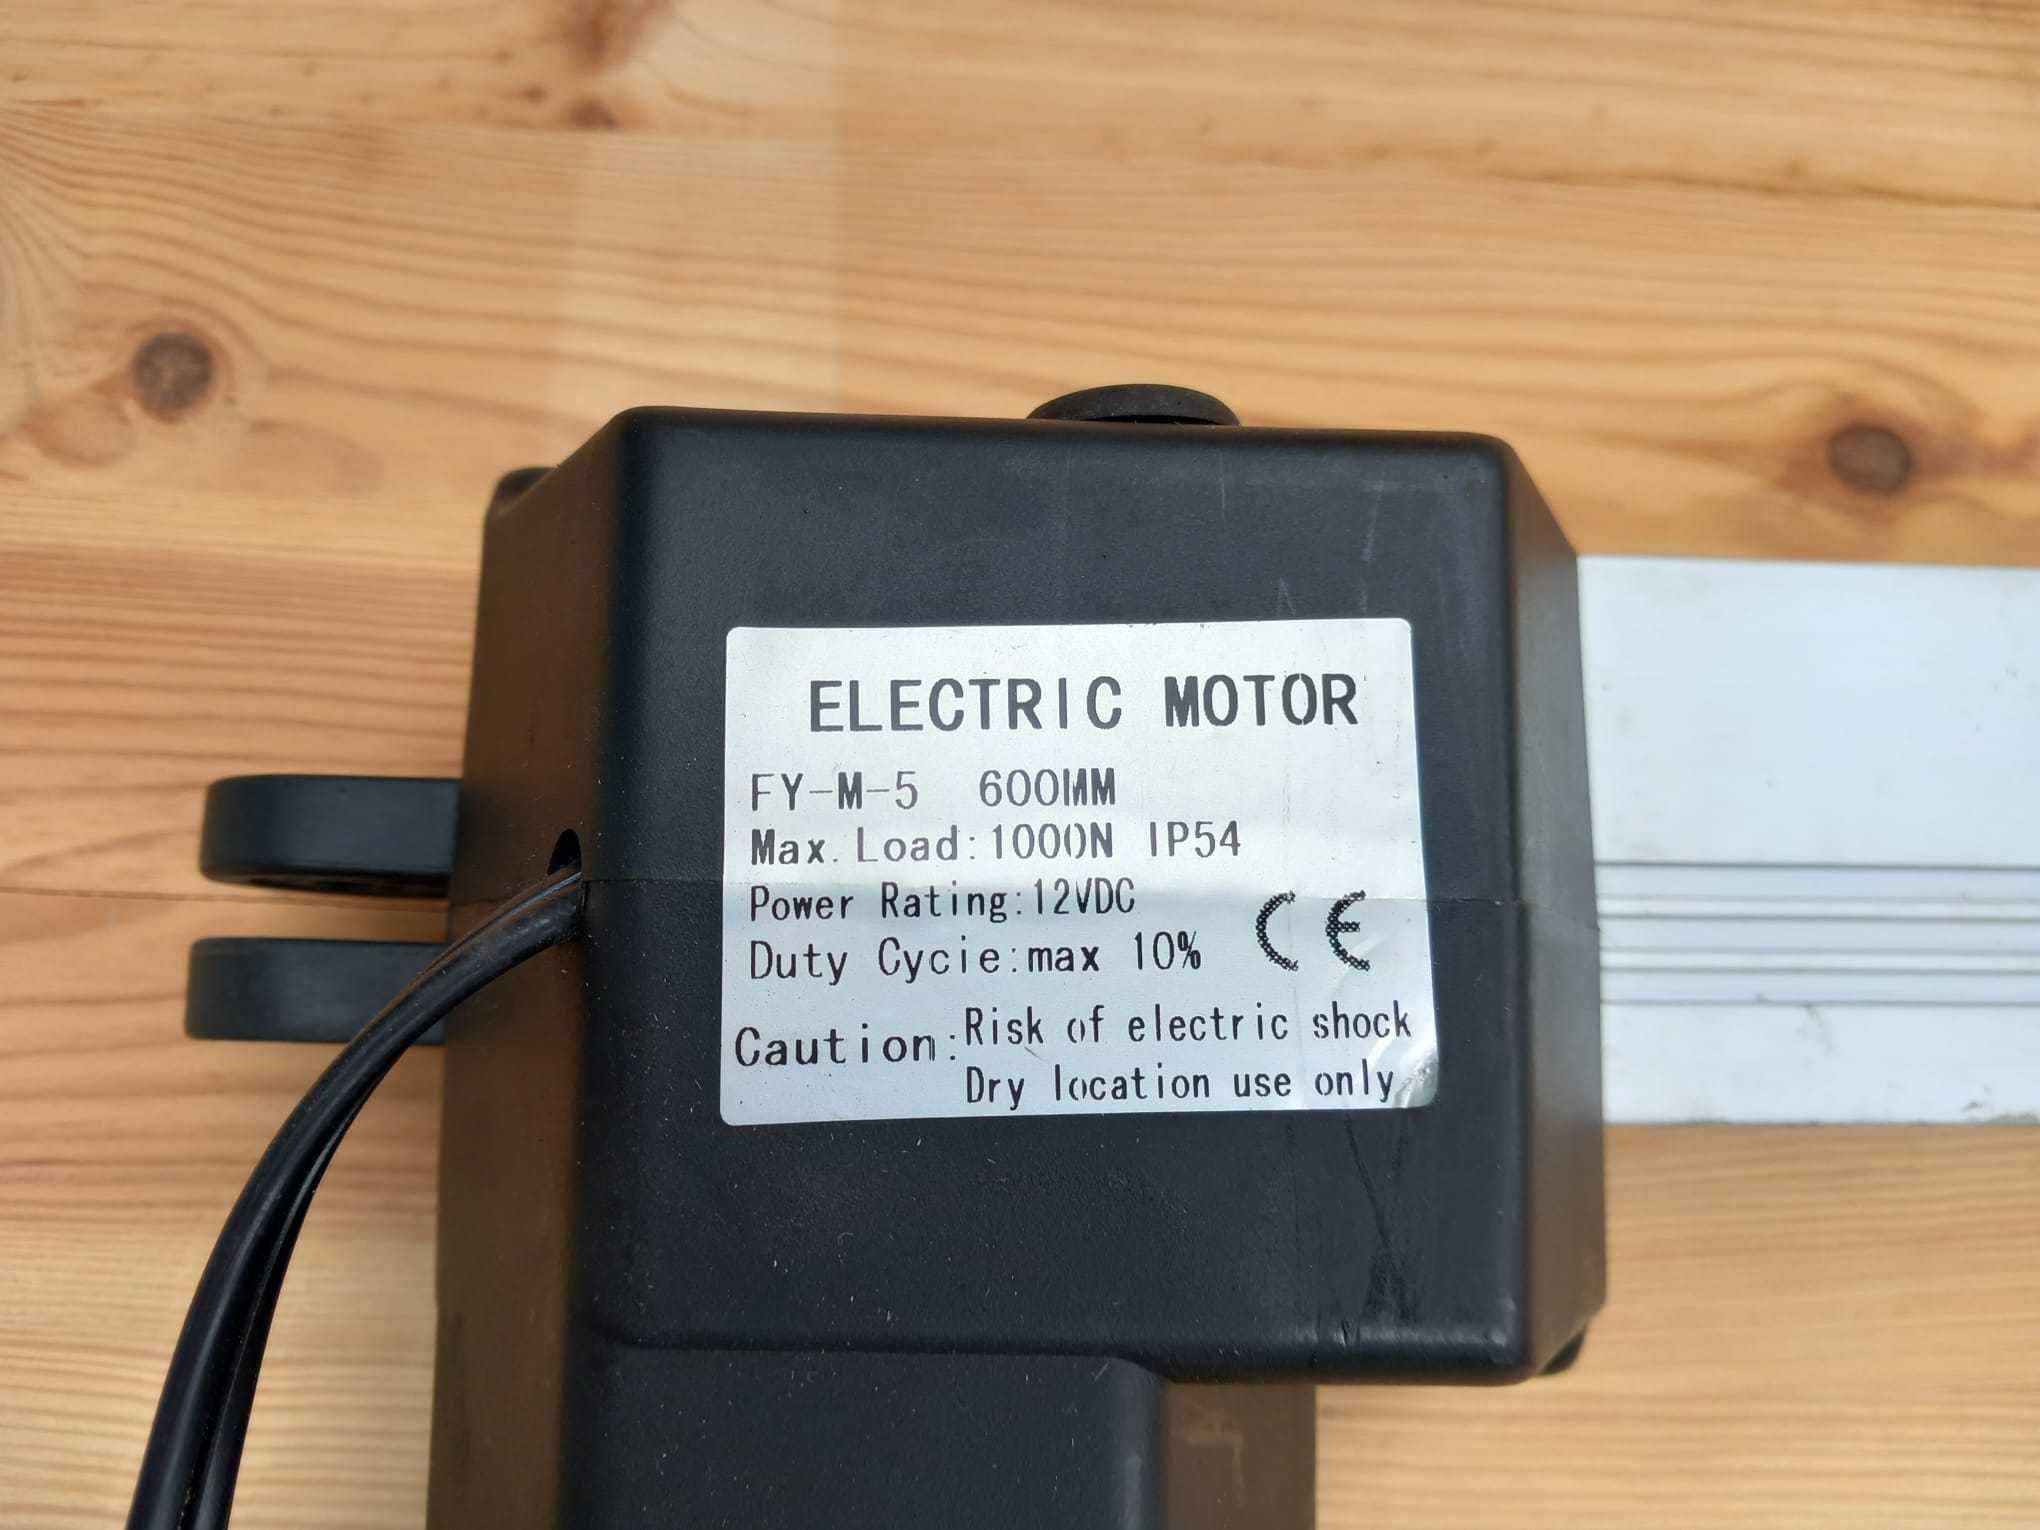 ELECTRIC MOTOR
FY-M-5 600MM
Max. Load:1000N IP54
Power Rating:12VDC
Duty Cycie:max 10%
CE
Caution:Risk of electric shock
Dry location use only